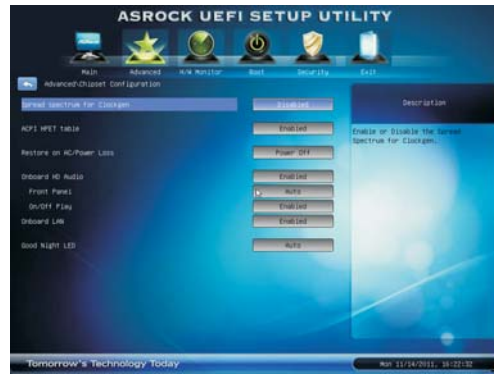 ASROCK UEFI SETUP UTILITY
Main Advanced H/W Monitor Boot Security Exit
Advanced\Chipset Configuration
Spread Spectrum for Clockgen Disabled
Description
ACPI HPET table Enabled
Enable or Disable the Spread
Spectrum for Clockgen.
Restore on AC/Power Loss Power Off
Onboard HD Audio Enabled
Front Panel Auto
On/Off Play Enabled
Onboard LAN Enabled
Good Night LED Auto
Tomorrow's Technology Today
Mon 11/14/2011, 16:22:32